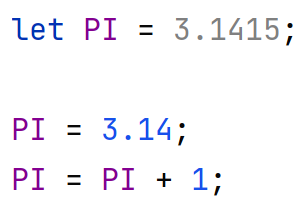 let PI = 3.1415;
PI = 3.14;
PI = PI + 1;